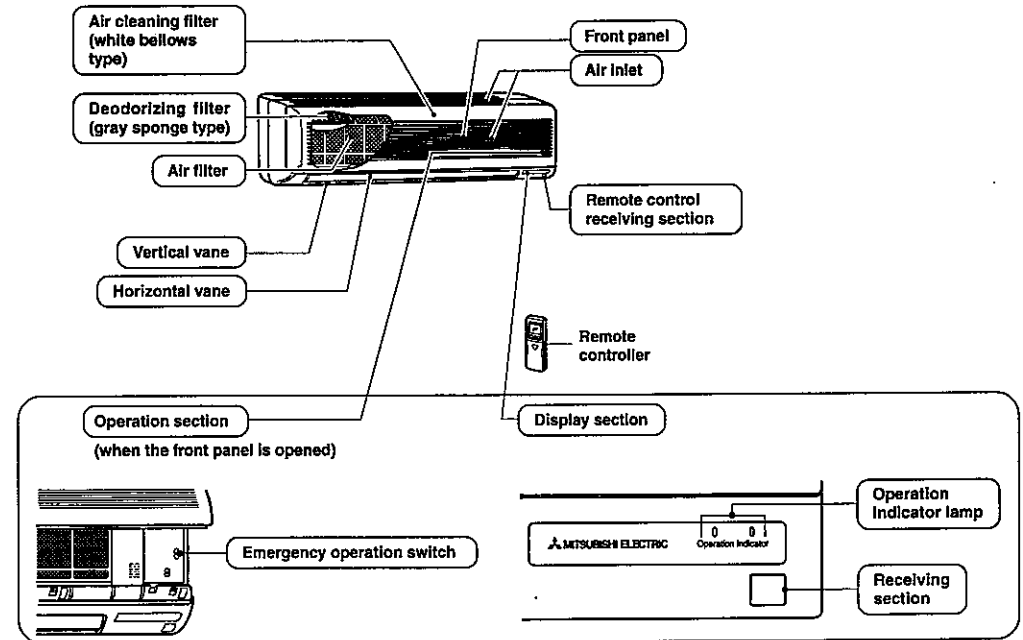 Air cleaning filter
(white bellows
type)
Front panel
Air inlet
Deodorizing filter
(gray sponge type)
Air filter
Remote control
receiving section
Vertical vane
Horizontal vane
Remote
controller
Operation section
(when the front panel is opened)
Display section
Operation
indicator lamp
MITSUBISHI ELECTRIC
Operation Indicator
Emergency operation switch
Receiving
section